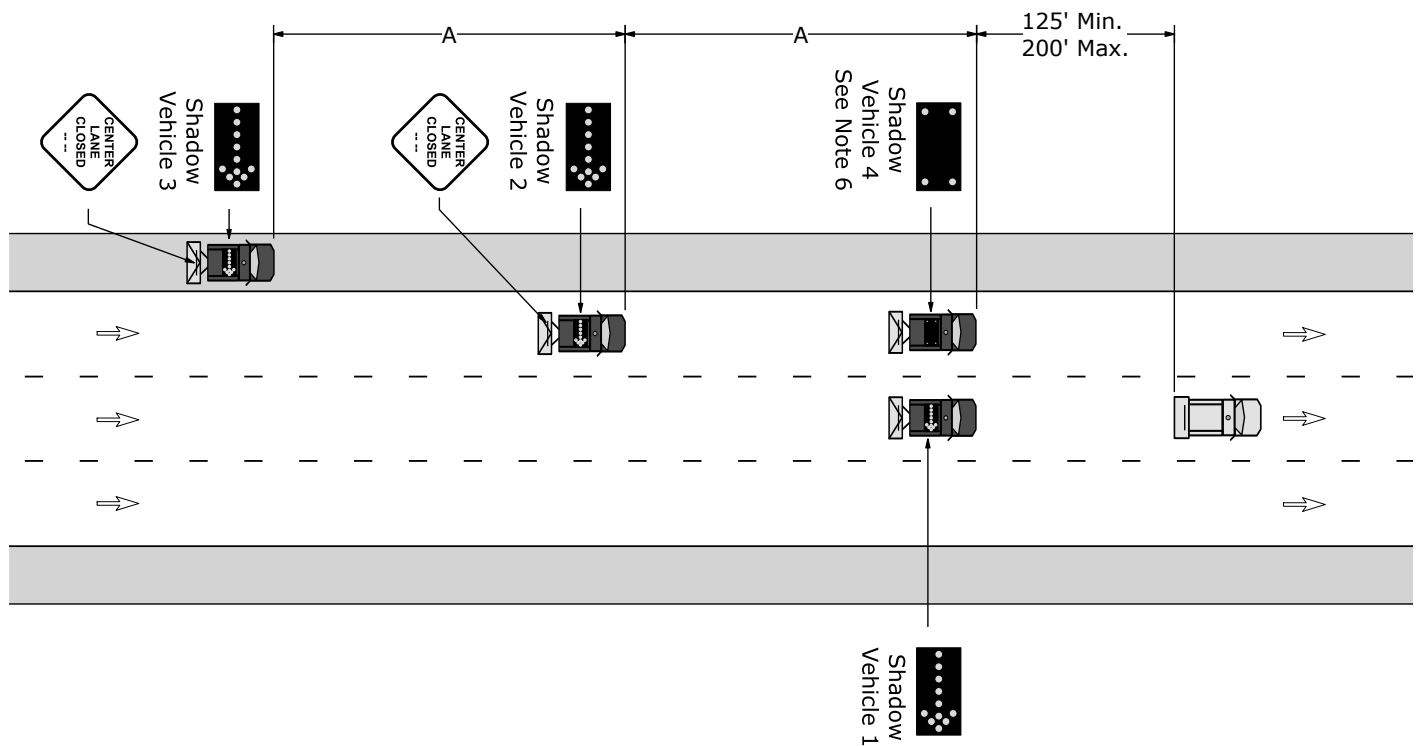 A
A
125' Min.
200' Max.
CENTER
LANE
CLOSED
----
Shadow
Vehicle 3
CENTER
LANE
CLOSED
----
Shadow
Vehicle 2
Shadow
Vehicle 4
See Note 6
Shadow
Vehicle 1